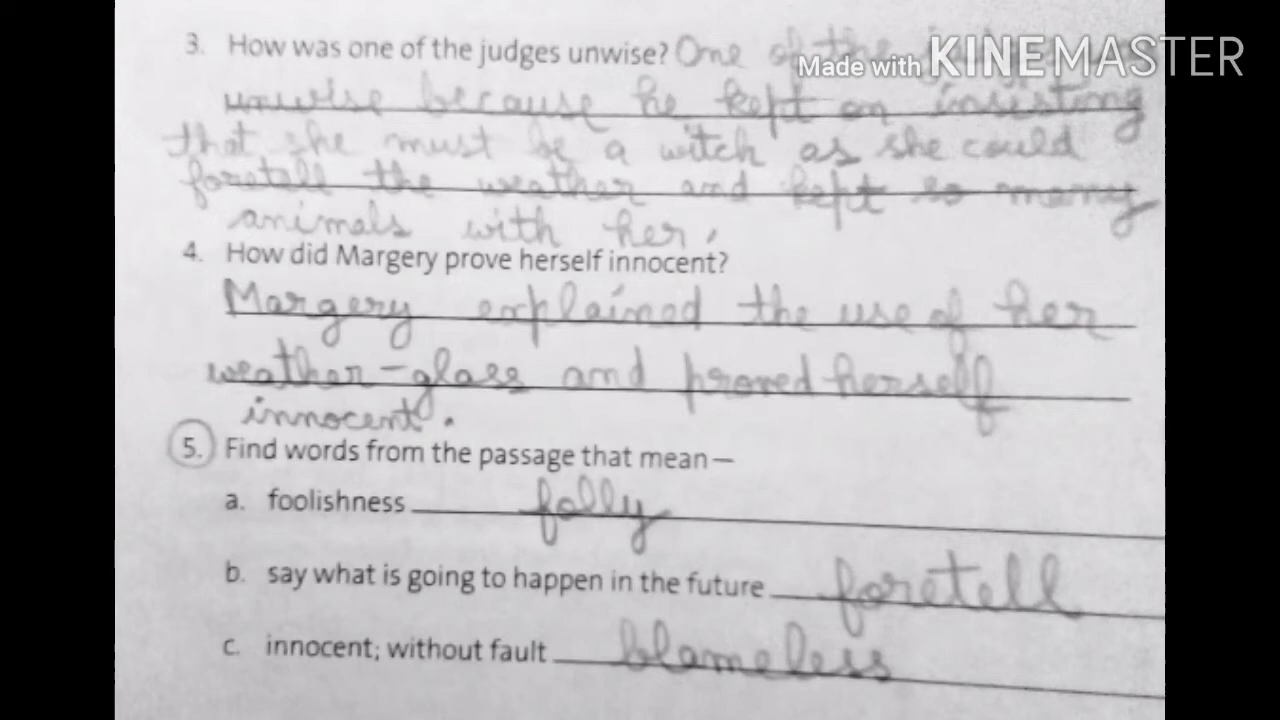 3. How was one of the judges unwise? One of the
Made with KINEMASTER
unwise because he kept on insisting
that she must be a witch as she could
foretell the weather and kept so many
animals with her.
4. How did Margery prove herself innocent?
Margery explained the use of her
weather-glass and proved herself
innocent.
5. Find words from the passage that mean—
a. foolishness folly
b. say what is going to happen in the future foretell
c. innocent; without fault blameless